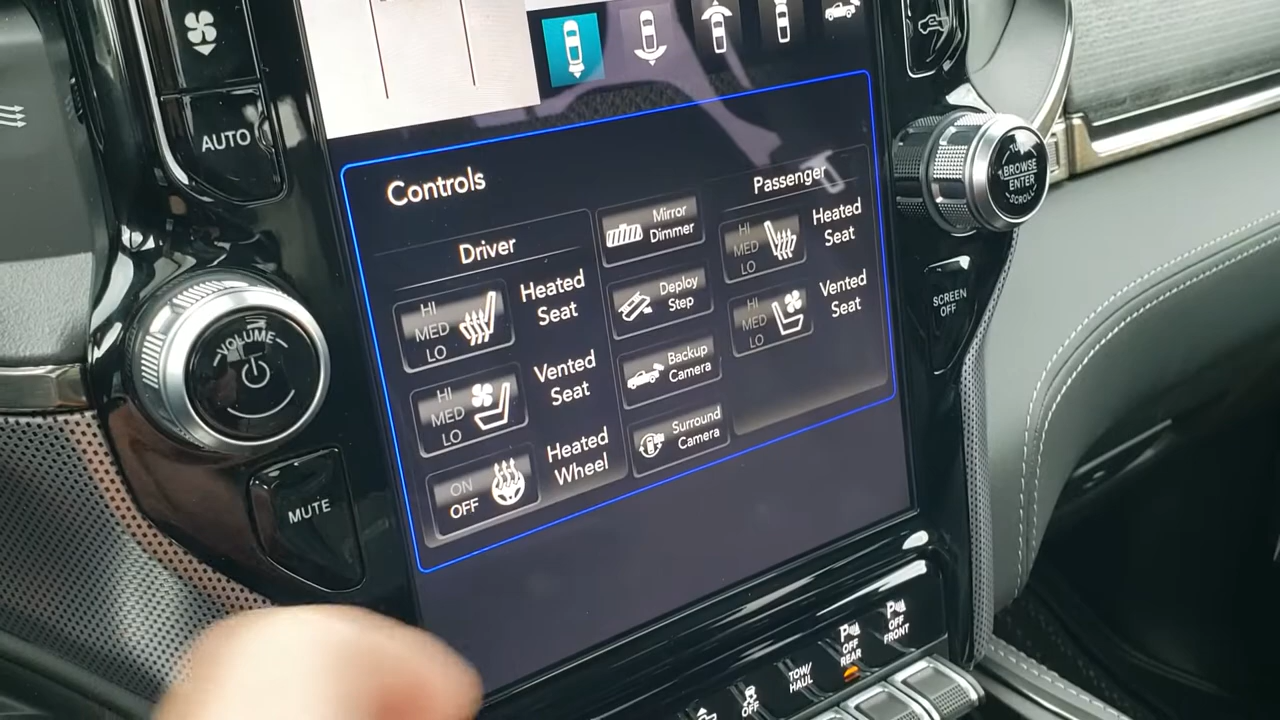 AUTO
VOLUME
MUTE
Controls
Driver
HI
MED
LO
Heated
Seat
HI
MED
LO
Vented
Seat
ON
OFF
Heated
Wheel
Mirror
Dimmer
Deploy
Step
Backup
Camera
Surround
Camera
Passenger
HI
MED
LO
Heated
Seat
HI
MED
LO
Vented
Seat
BROWSE
ENTER
SCROLL
SCREEN
OFF
OFF
TOW/
HAUL
P
OFF
REAR
P
OFF
FRONT